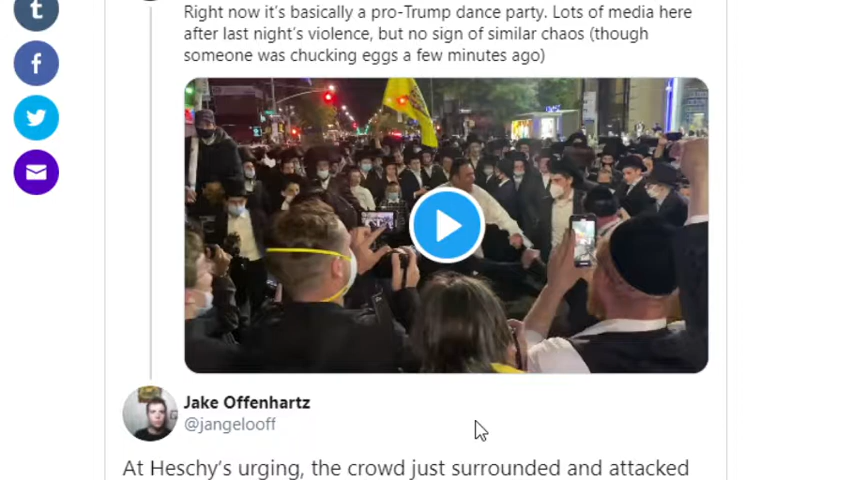 Right now it's basically a pro-Trump dance party. Lots of media here
after last night's violence, but no sign of similar chaos (though
someone was chucking eggs a few minutes ago)
Jake Offenhartz
@jangelooff
At Heschy's urging, the crowd just surrounded and attacked